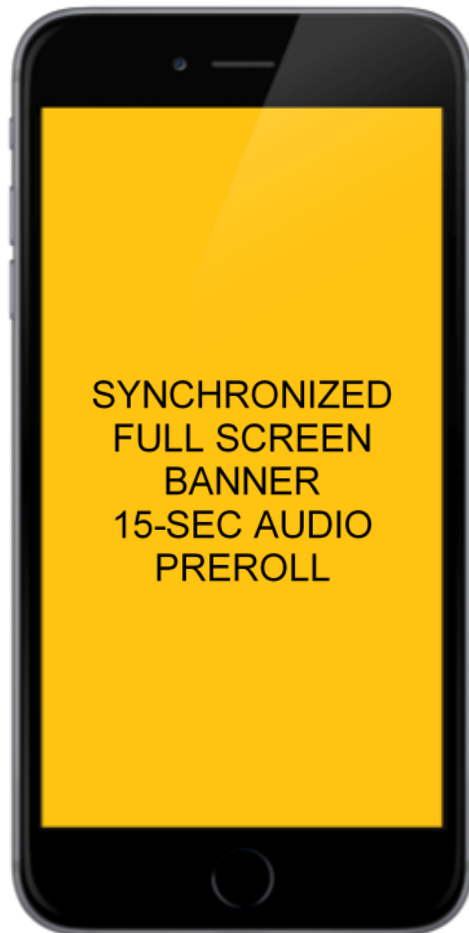 SYNCHRONIZED
FULL SCREEN
BANNER
15-SEC AUDIO
PREROLL